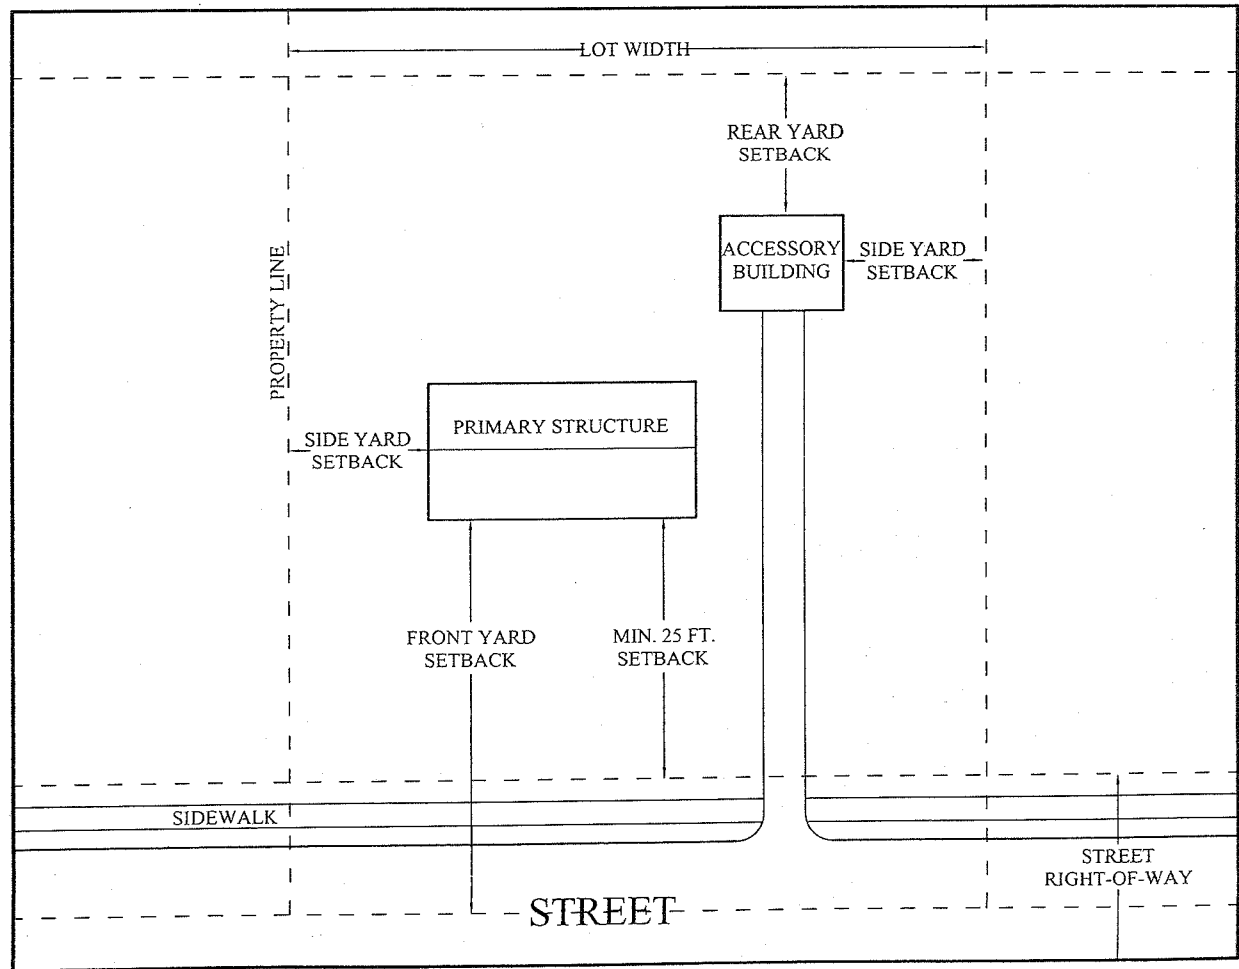 LOT WIDTH
REAR YARD
SETBACK
ACCESSORY
BUILDING
SIDE YARD
SETBACK
PROPERTY LINE
PRIMARY STRUCTURE
SIDE YARD
SETBACK
FRONT YARD
SETBACK
MIN. 25 FT.
SETBACK
SIDEWALK
STREET
RIGHT-OF-WAY
STREET